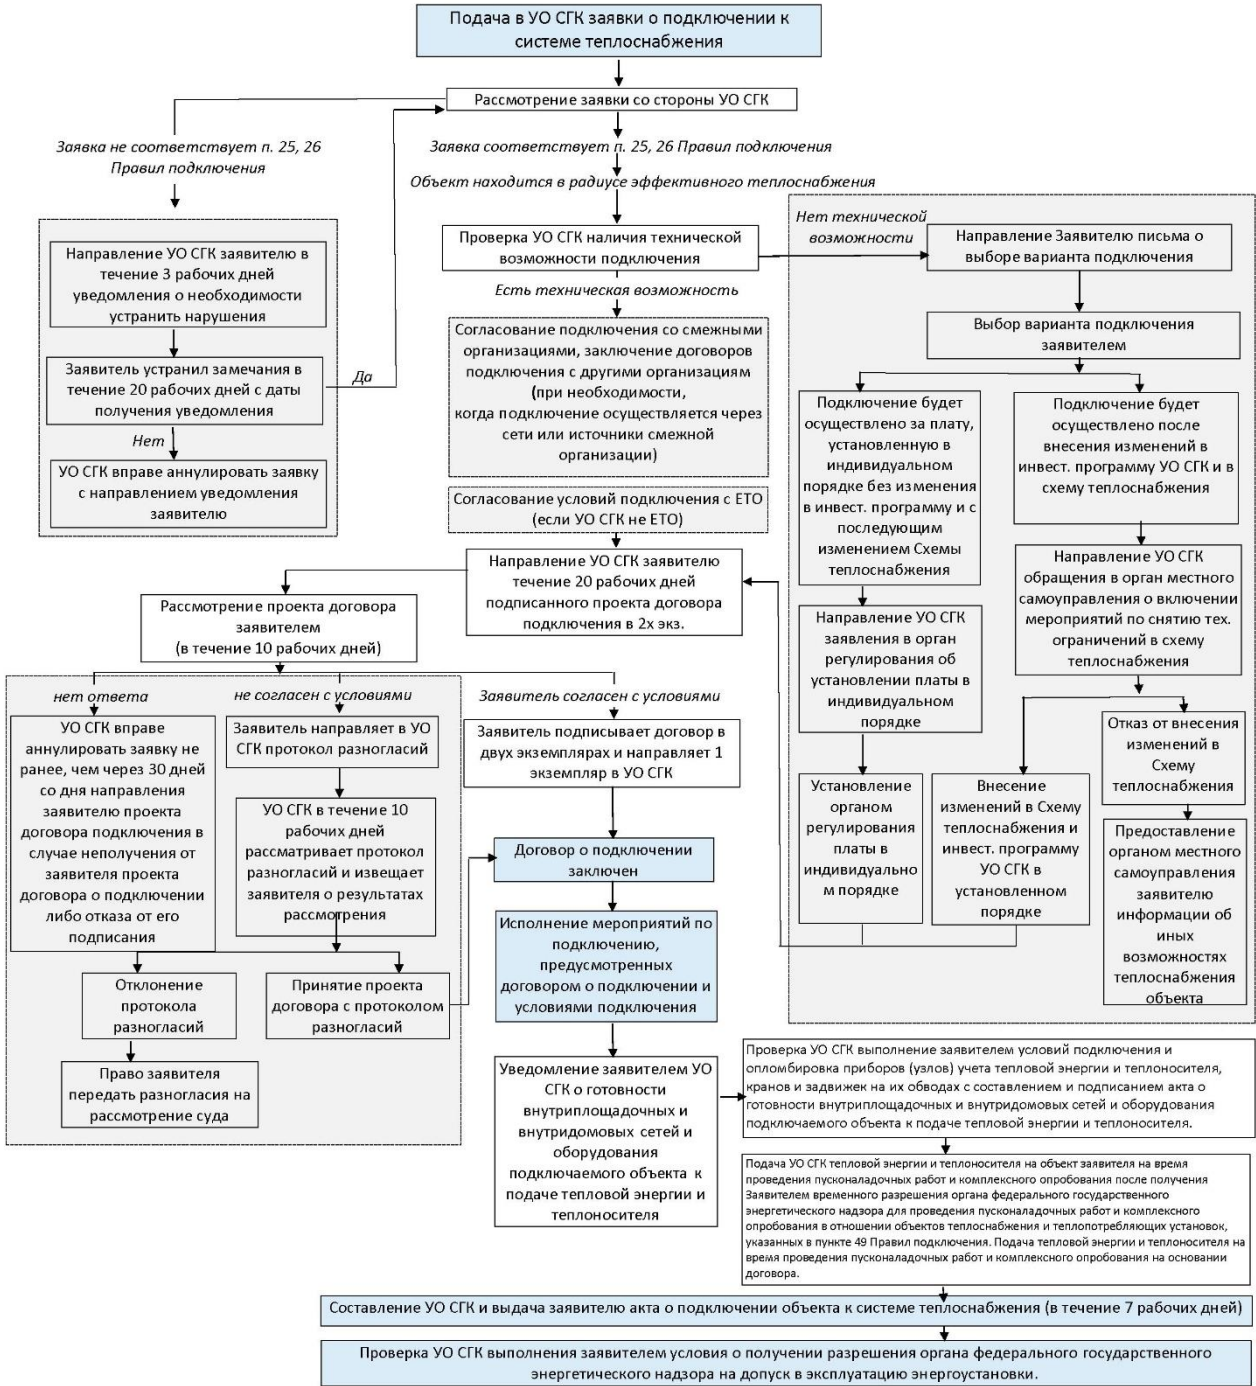 Подача в УО СГК заявки о подключении к
системе теплоснабжения
Рассмотрение заявки со стороны УО СГК
Заявка не соответствует п. 25, 26
Правил подключения
Заявка соответствует п. 25, 26 Правил подключения
Объект находится в радиусе эффективного теплоснабжения
Направление УО СГК заявителю в
течение 3 рабочих дней
уведомления о необходимости
устранить нарушения
Заявитель устранил замечания в
течение 20 рабочих дней с даты
получения уведомления
Да
Нет
УО СГК вправе аннулировать заявку
с направлением уведомления
заявителю
Проверка УО СГК наличия технической
возможности подключения
Нет технической
возможности
Есть техническая возможность
Согласование подключения со смежными
организациями, заключение договоров
подключения с другими организациям
(при необходимости,
когда подключение осуществляется через
сети или источники смежной
организации)
Согласование условий подключения с ЕТО
(если УО СГК не ЕТО)
Направление УО СГК заявителю
течение 20 рабочих дней
подписанного проекта договора
подключения в 2х экз.
Направление Заявителю письма о
выборе варианта подключения
Выбор варианта подключения
заявителем
Подключение будет
осуществлено за плату,
установленную в
индивидуальном
порядке без изменения
в инвест. программу и с
последующим
изменением Схемы
теплоснабжения
Подключение будет
осуществлено после
внесения изменений в
инвест. программу УО СГК и в
схему теплоснабжения
Направление УО СГК
заявления в орган
регулирования об
установлении платы в
индивидуальном
порядке
Направление УО СГК
обращения в орган местного
самоуправления о включении
мероприятий по снятию тех.
ограничений в схему
теплоснабжения
Установление
органом
регулирования
платы в
индивидуально
м порядке
Внесение
изменений в Схему
теплоснабжения и
инвест. программу
УО СГК в
установленном
порядке
Отказ от внесения
изменений в
Схему
теплоснабжения
Предоставление
органом местного
самоуправления
заявителю
информации об
иных
возможностях
теплоснабжения
объекта
Рассмотрение проекта договора
заявителем
(в течение 10 рабочих дней)
нет ответа
не согласен с условиями
Заявитель согласен с условиями
УО СГК вправе
аннулировать заявку не
ранее, чем через 30 дней
со дня направления
заявителю проекта
договора подключения в
случае неполучения от
заявителя проекта
договора о подключении
либо отказа от его
подписания
Заявитель направляет в УО
СГК протокол разногласий
УО СГК в течение 10
рабочих дней
рассматривает протокол
разногласий и извещает
заявителя о результатах
рассмотрения
Отклонение
протокола
разногласий
Принятие проекта
договора с протоколом
разногласий
Право заявителя
передать разногласия на
рассмотрение суда
Заявитель подписывает договор в
двух экземплярах и направляет 1
экземпляр в УО СГК
Договор о подключении
заключен
Исполнение мероприятий по
подключению,
предусмотренных
договором о подключении и
условиями подключения
Уведомление заявителем УО
СГК о готовности
внутриплощадочных и
внутридомовых сетей и
оборудования
подключаемого объекта к
подаче тепловой энергии и
теплоносителя
Проверка УО СГК выполнение заявителем условий подключения и
опломбировка приборов (узлов) учета тепловой энергии и теплоносителя,
кранов и задвижек на их обводах с составлением и подписанием акта о
готовности внутриплощадочных и внутридомовых сетей и оборудования
подключаемого объекта к подаче тепловой энергии и теплоносителя.
Подача УО СГК тепловой энергии и теплоносителя на объект заявителя на время
проведения пусконаладочных работ и комплексного опробования после получения
Заявителем временного разрешения органа федерального государственного
энергетического надзора для проведения пусконаладочных работ и комплексного
опробования в отношении объектов теплоснабжения и теплопотребляющих установок,
указанных в пункте 49 Правил подключения. Подача тепловой энергии и теплоносителя на
время проведения пусконаладочных работ и комплексного опробования на основании
договора.
Составление УО СГК и выдача заявителю акта о подключении объекта к системе теплоснабжения (в течение 7 рабочих дней)
Проверка УО СГК выполнения заявителем условия о получении разрешения органа федерального государственного
энергетического надзора на допуск в эксплуатацию энергоустановки.